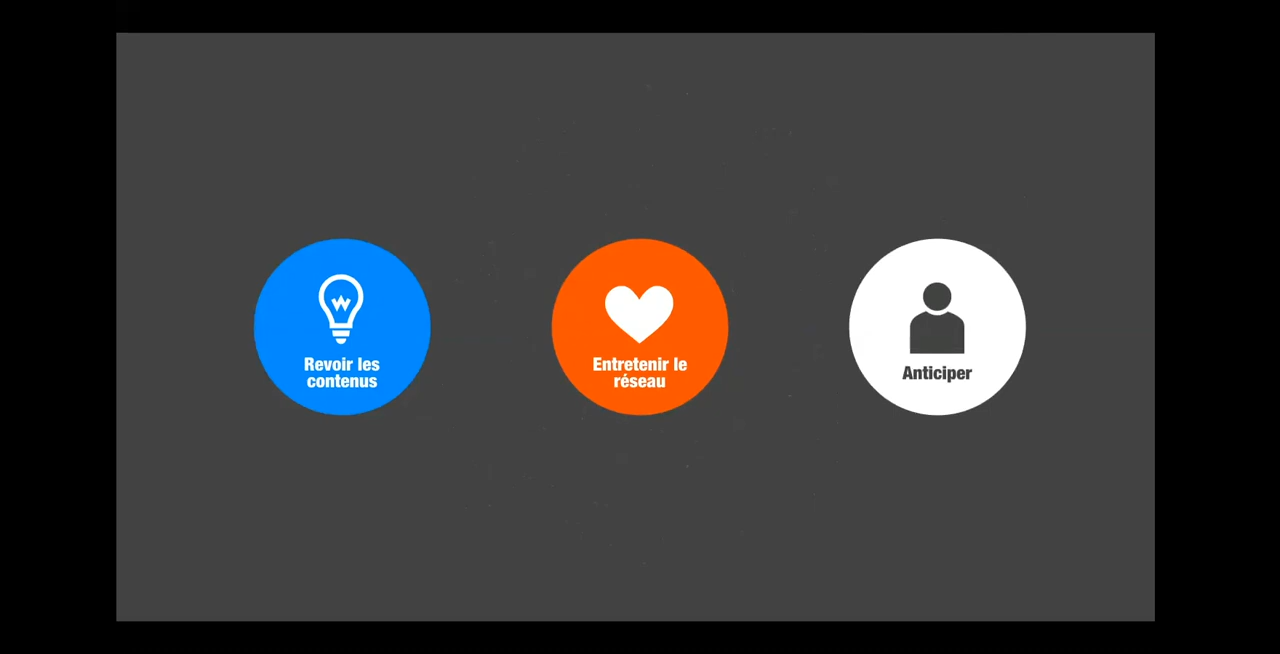 Revoir les
contenus
Entretenir le
réseau
Anticiper